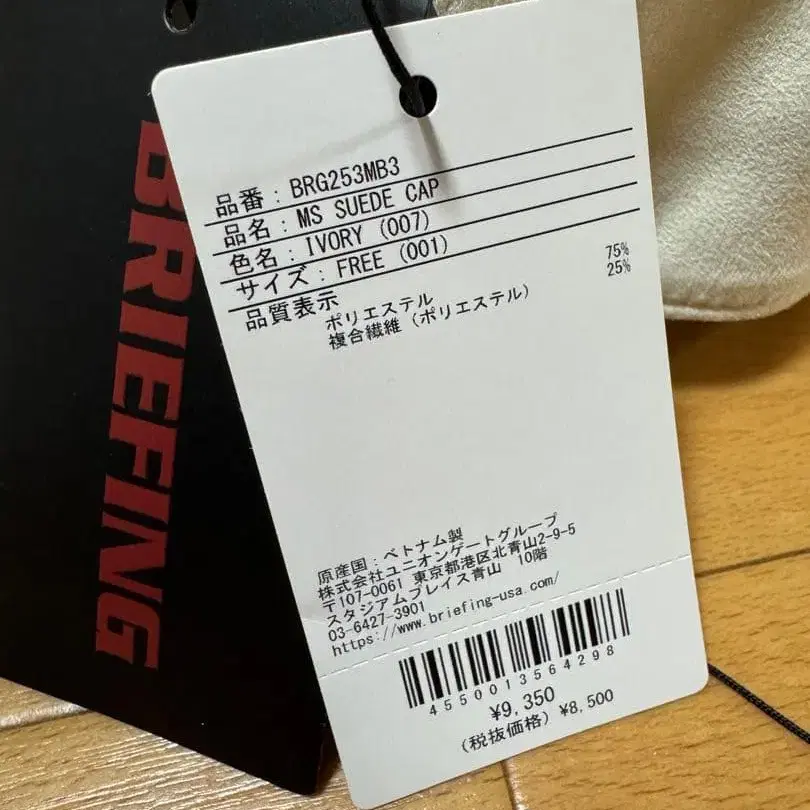 BRIEFING
品番 : BRG253MB3
品名 : MS SUEDE CAP
色名 : IVORY (007)
サイズ : FREE (001)
品質表示
ポリエステル 75%
複合繊維 (ポリエステル) 25%
原産国 : ベトナム製
株式会社ユニオンゲートグループ
〒107-0061 東京都港区北青山2-9-5
スタジアムプレイス青山 10階
03-6427-3901
https://www.briefing-usa.com/
4550013564298
¥9,350
(税抜価格) ¥8,500